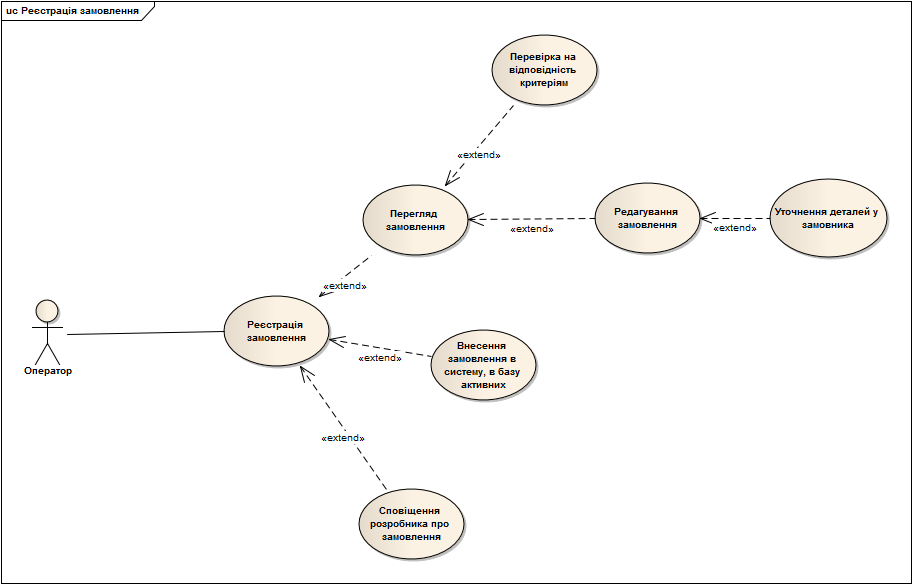 uc Реєстрація замовлення
Перевірка на
відповідність
критеріям
«extend»
Перегляд
замовлення
«extend»
Редагування
замовлення
«extend»
Уточнення деталей у
замовника
«extend»
Оператор
Реєстрація
замовлення
«extend»
Внесення
замовлення в
систему, в базу
активних
«extend»
Сповіщення
розробника про
замовлення